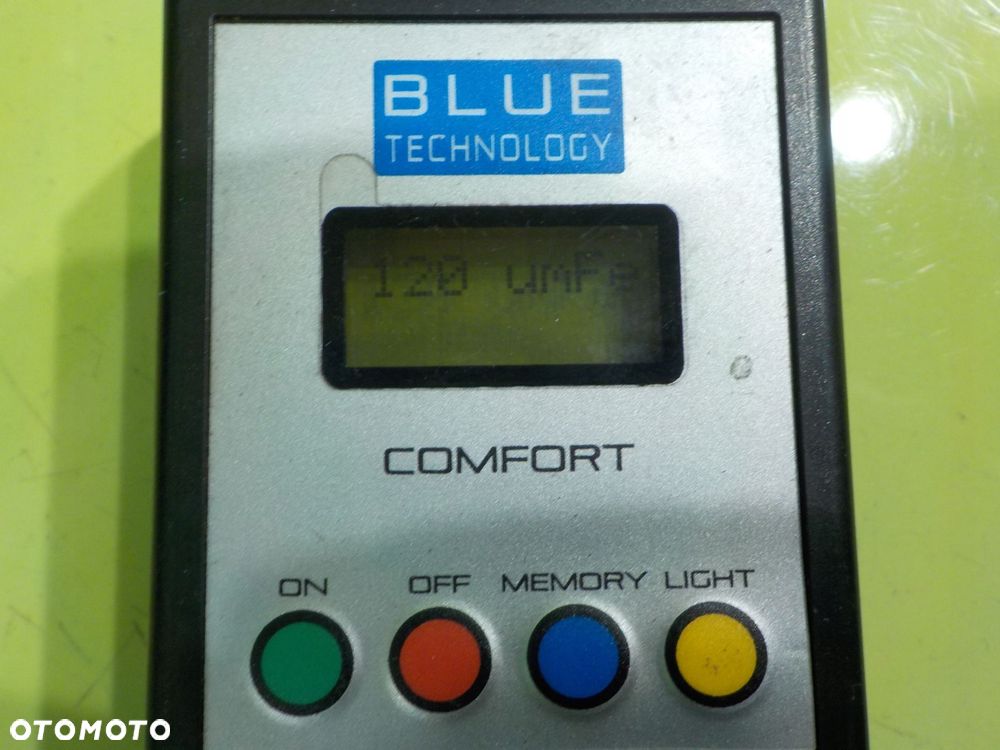 BLUE
TECHNOLOGY
120 umFe
COMFORT
ON OFF MEMORY LIGHT
OTOMOTO